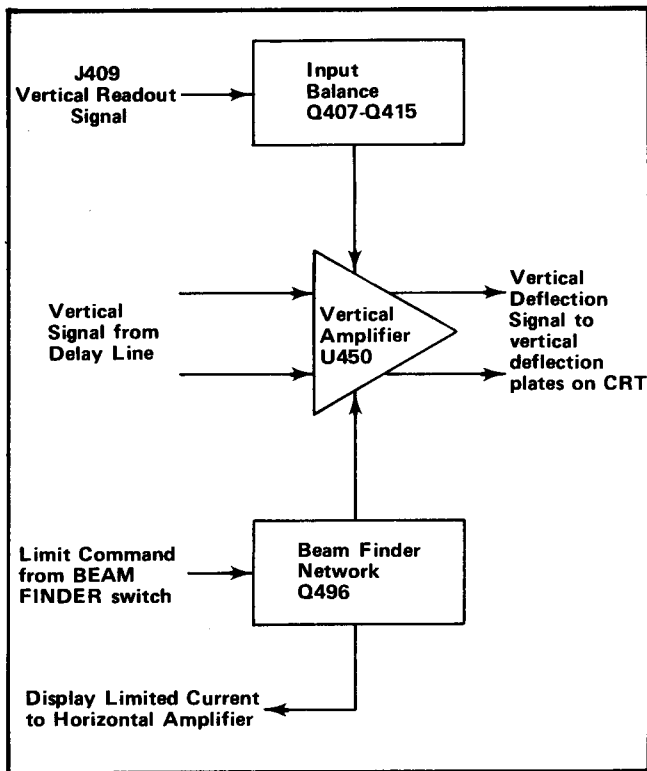 J409
Vertical Readout
Signal
Input
Balance
Q407-Q415
Vertical
Signal from
Delay Line
Vertical
Amplifier
U450
Vertical
Deflection
Signal to
vertical
deflection
plates on CRT
Limit Command
from BEAM
FINDER switch
Beam Finder
Network
Q496
Display Limited Current
to Horizontal Amplifier